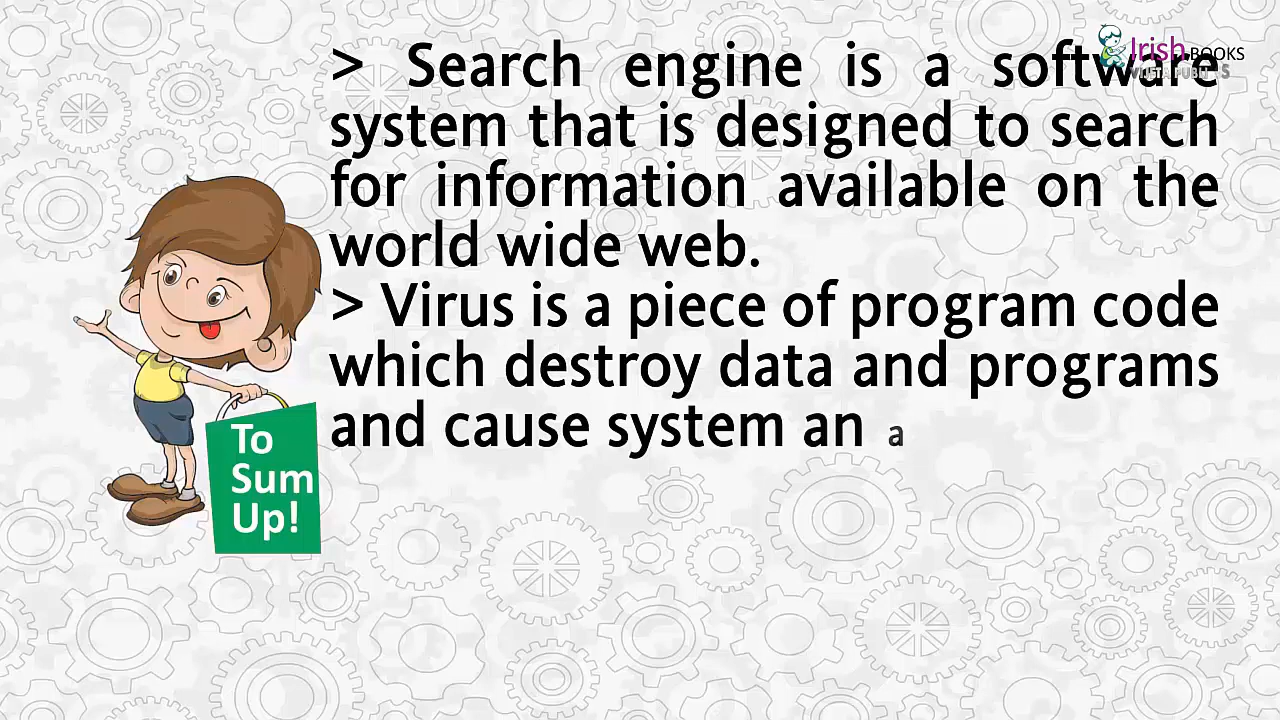 > Search engine is a software
system that is designed to search
for information available on the
world wide web.
> Virus is a piece of program code
which destroy data and programs
and cause system an a
To
Sum
Up!
Irish BOOKS